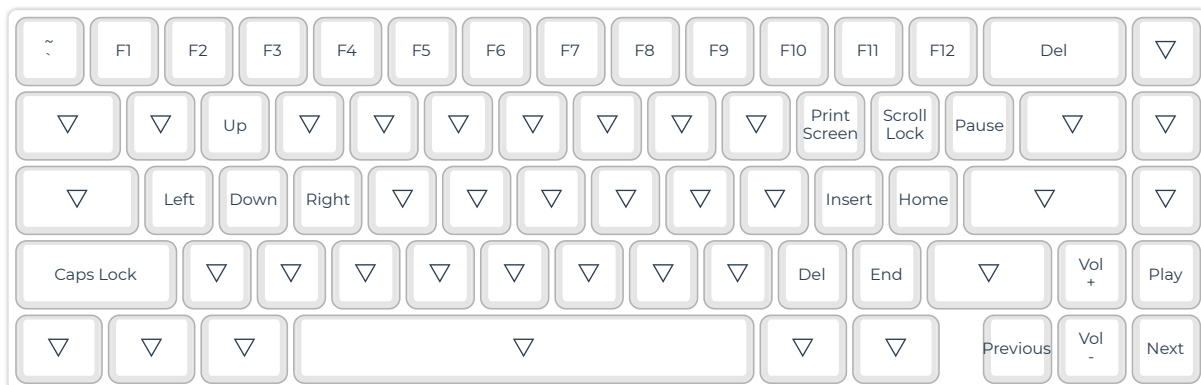 ~
`
F1
F2
F3
F4
F5
F6
F7
F8
F9
F10
F11
F12
Del
Up
Print
Screen
Scroll
Lock
Pause
Left
Down
Right
Insert
Home
Caps Lock
Del
End
Vol
+
Play
Previous
Vol
-
Next